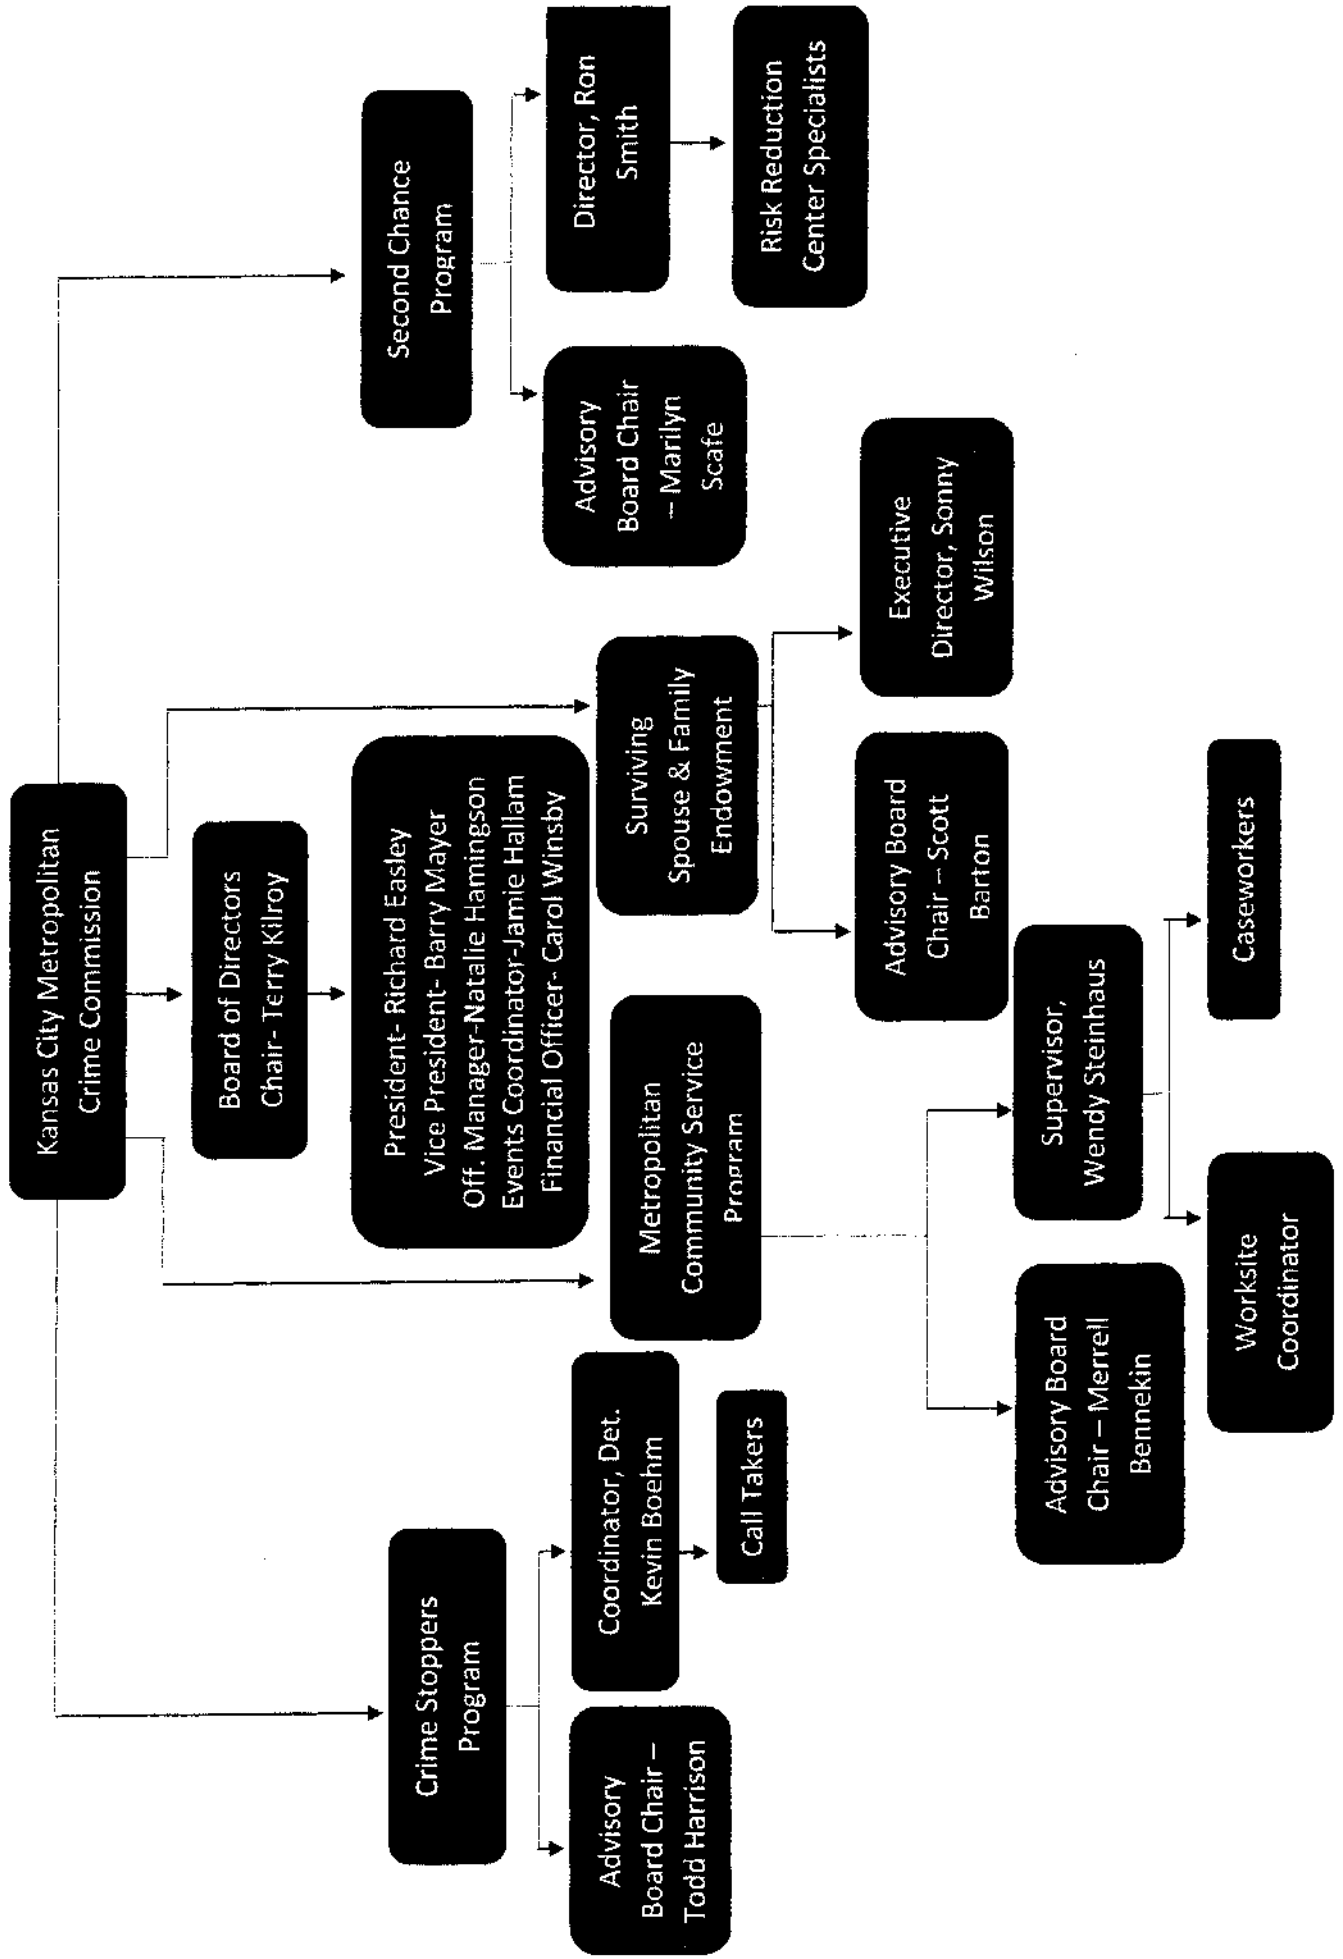 Kansas City Metropolitan
Crime Commission
Board of Directors
Chair- Terry Kilroy
President- Richard Easley
Vice President- Barry Mayer
Off. Manager-Natalie Hamingson
Events Coordinator-Jamie Hallam
Financial Officer- Carol Winsby
Crime Stoppers
Program
Advisory
Board Chair –
Todd Harrison
Coordinator, Det.
Kevin Boehm
Call Takers
Metropolitan
Community Service
Program
Advisory Board
Chair – Merrell
Bennekin
Supervisor,
Wendy Steinhaus
Worksite
Coordinator
Caseworkers
Surviving
Spouse & Family
Endowment
Advisory Board
Chair – Scott
Barton
Executive
Director, Sonny
Wilson
Second Chance
Program
Advisory
Board Chair
– Marilyn
Scafe
Director, Ron
Smith
Risk Reduction
Center Specialists